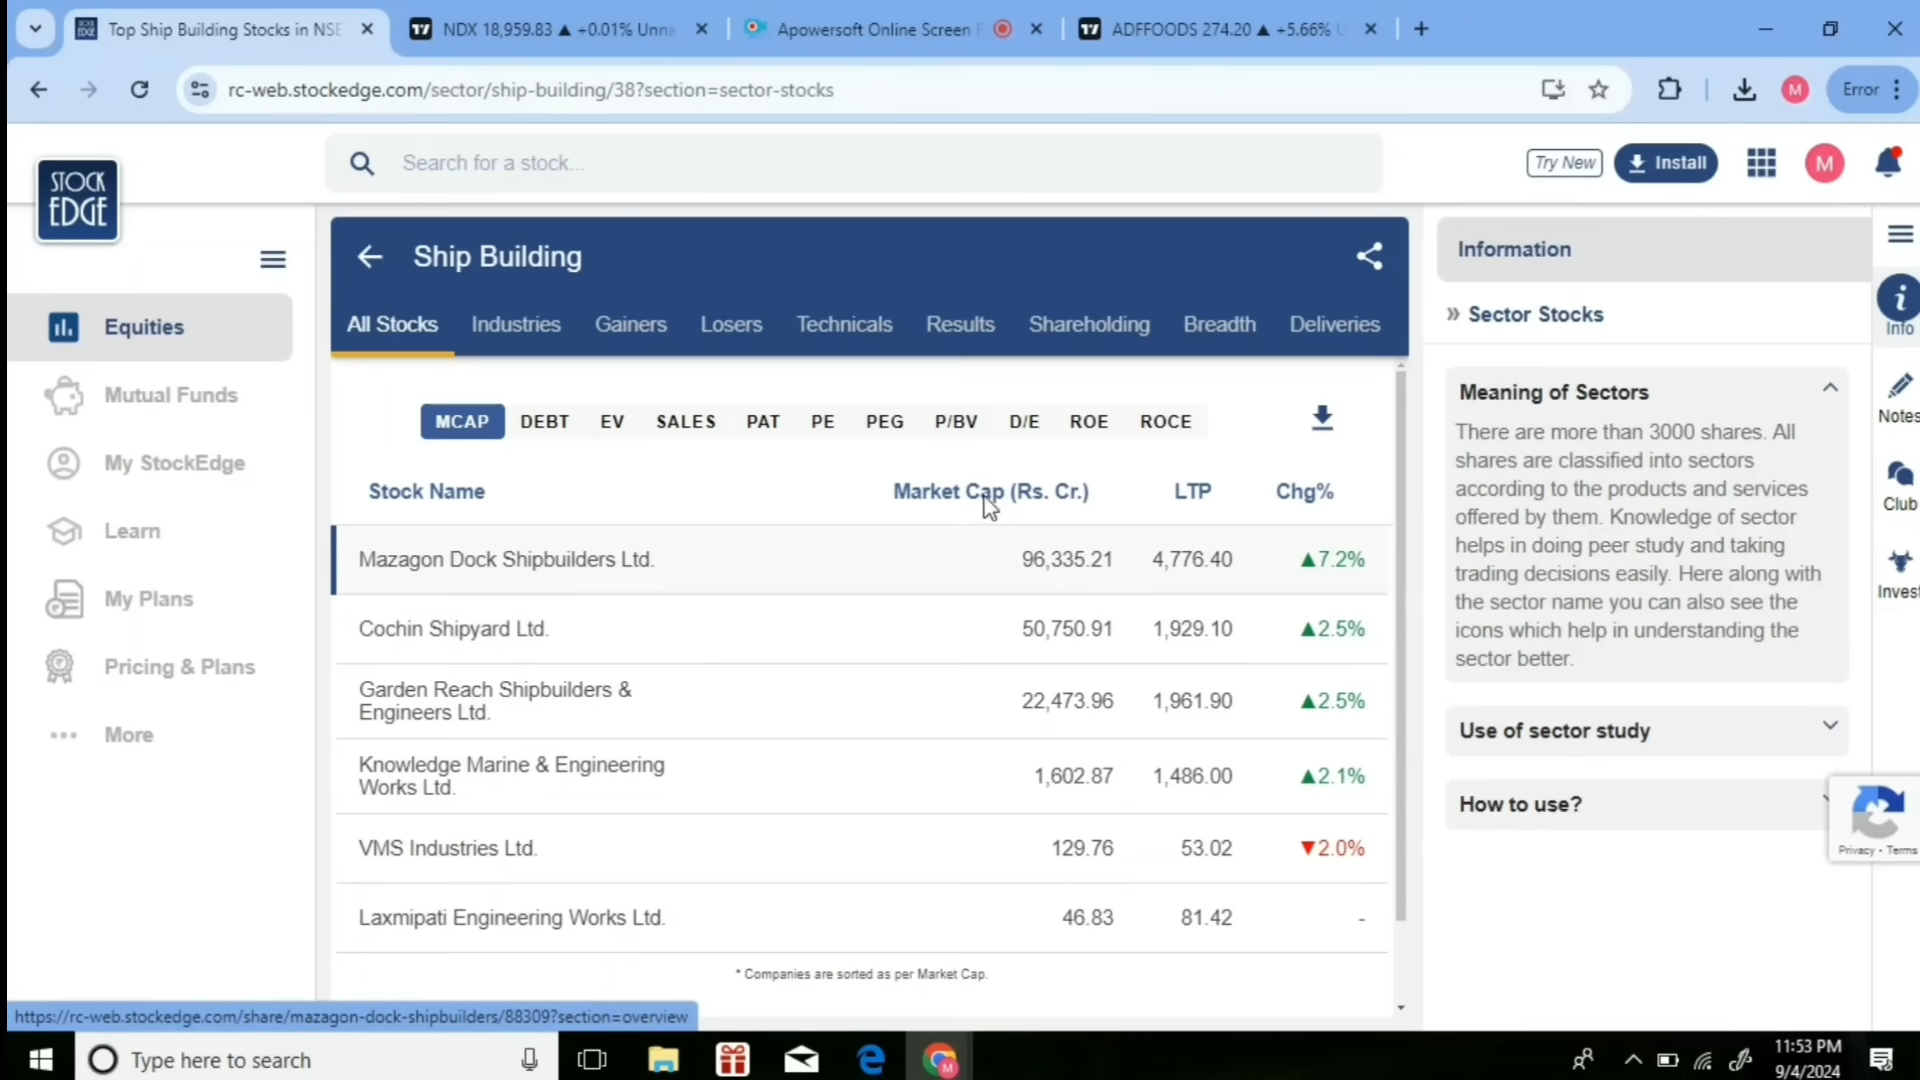 Top Ship Building Stocks in NSE
NDX 18,959.83 ▲ +0.01% Unna
Apowersoft Online Screen R
ADFFOODS 274.20 ▲ +5.66% U
rc-web.stockedge.com/sector/ship-building/38?section=sector-stocks
M
Error
STOCK
EDGE
Search for a stock...
Try New
Install
M
Equities
Mutual Funds
My StockEdge
Learn
My Plans
Pricing & Plans
More
Ship Building
All Stocks Industries Gainers Losers Technicals Results Shareholding Breadth Deliveries
MCAP DEBT EV SALES PAT PE PEG P/BV D/E ROE ROCE
Stock Name Market Cap (Rs. Cr.) LTP Chg%
Mazagon Dock Shipbuilders Ltd. 96,335.21 4,776.40 ▲7.2%
Cochin Shipyard Ltd. 50,750.91 1,929.10 ▲2.5%
Garden Reach Shipbuilders &
Engineers Ltd. 22,473.96 1,961.90 ▲2.5%
Knowledge Marine & Engineering
Works Ltd. 1,602.87 1,486.00 ▲2.1%
VMS Industries Ltd. 129.76 53.02 ▼2.0%
Laxmipati Engineering Works Ltd. 46.83 81.42 -
* Companies are sorted as per Market Cap.
Information
» Sector Stocks
Meaning of Sectors
There are more than 3000 shares. All
shares are classified into sectors
according to the products and services
offered by them. Knowledge of sector
helps in doing peer study and taking
trading decisions easily. Here along with
the sector name you can also see the
icons which help in understanding the
sector better.
Use of sector study
How to use?
Info
Notes
Club
Invest
Privacy - Terms
https://rc-web.stockedge.com/share/mazagon-dock-shipbuilders/88309?section=overview
Type here to search
M
11:53 PM
9/4/2024